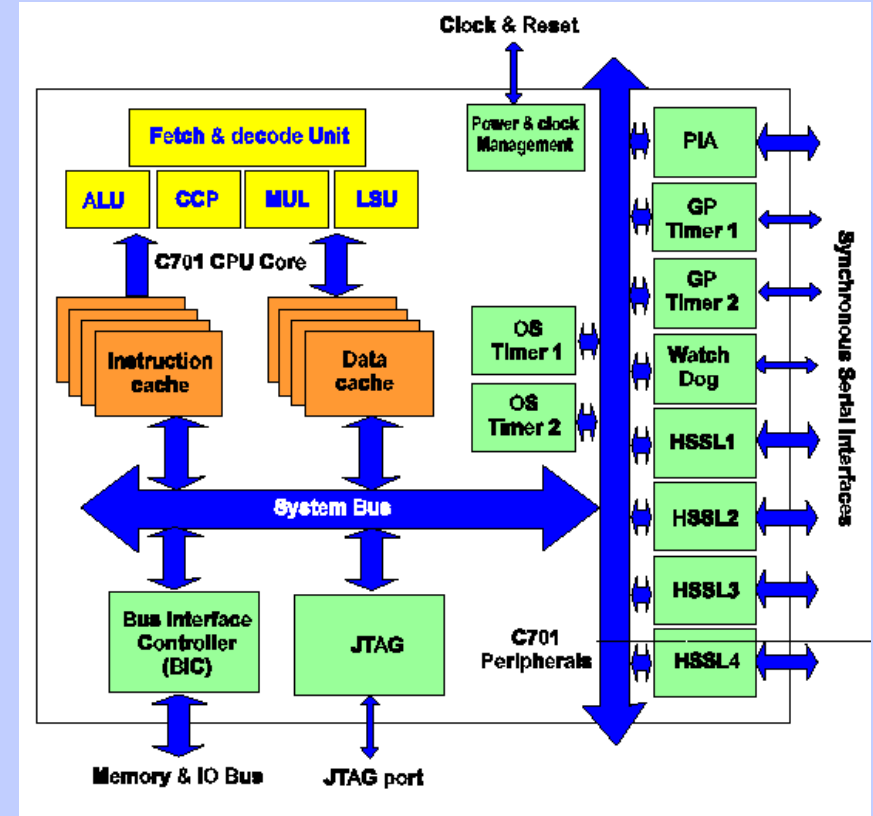 Clock & Reset
Power & clock
Management
Fetch & decode Unit
ALU
CCP
MUL
LSU
C701 CPU Core
Instruction
cache
Data
cache
OS
Timer 1
OS
Timer 2
PIA
GP
Timer 1
GP
Timer 2
Watch
Dog
HSSL1
HSSL2
HSSL3
HSSL4
Synchronous Serial Interfaces
System Bus
Bus Interface
Controller
(BIC)
JTAG
C701
Peripherals
Memory & IO Bus
JTAG port